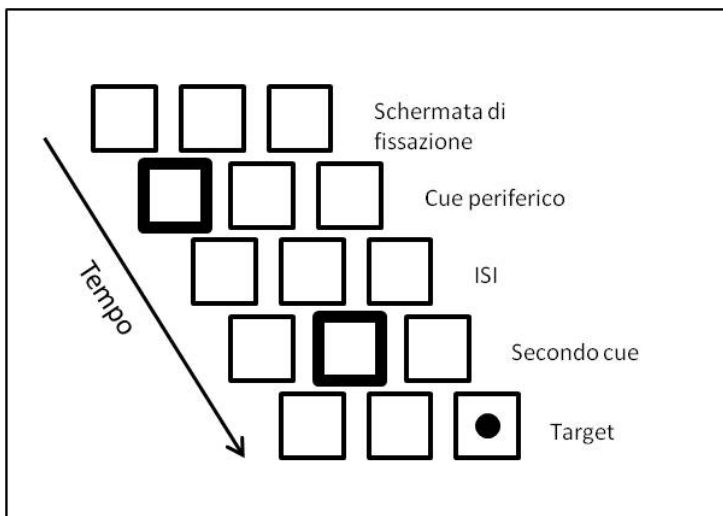 Schermata di
fissazione
Cue periferico
ISI
Tempo
Secondo cue
Target